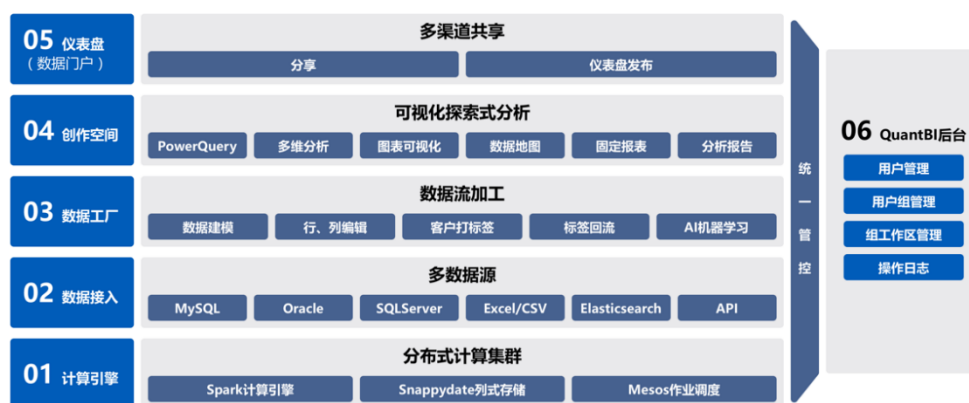 05 仪表盘
（数据门户）
多渠道共享
分享
仪表盘发布
04 创作空间
可视化探索式分析
PowerQuery
多维分析
图表可视化
数据地图
固定报表
分析报告
03 数据工厂
数据流加工
数据建模
行、列编辑
客户打标签
标签回流
AI机器学习
02 数据接入
多数据源
MySQL
Oracle
SQLServer
Excel/CSV
Elasticsearch
API
01 计算引擎
分布式计算集群
Spark计算引擎
Snappydate列式存储
Mesos作业调度
统一管控
06 QuantBI后台
用户管理
用户组管理
组工作区管理
操作日志